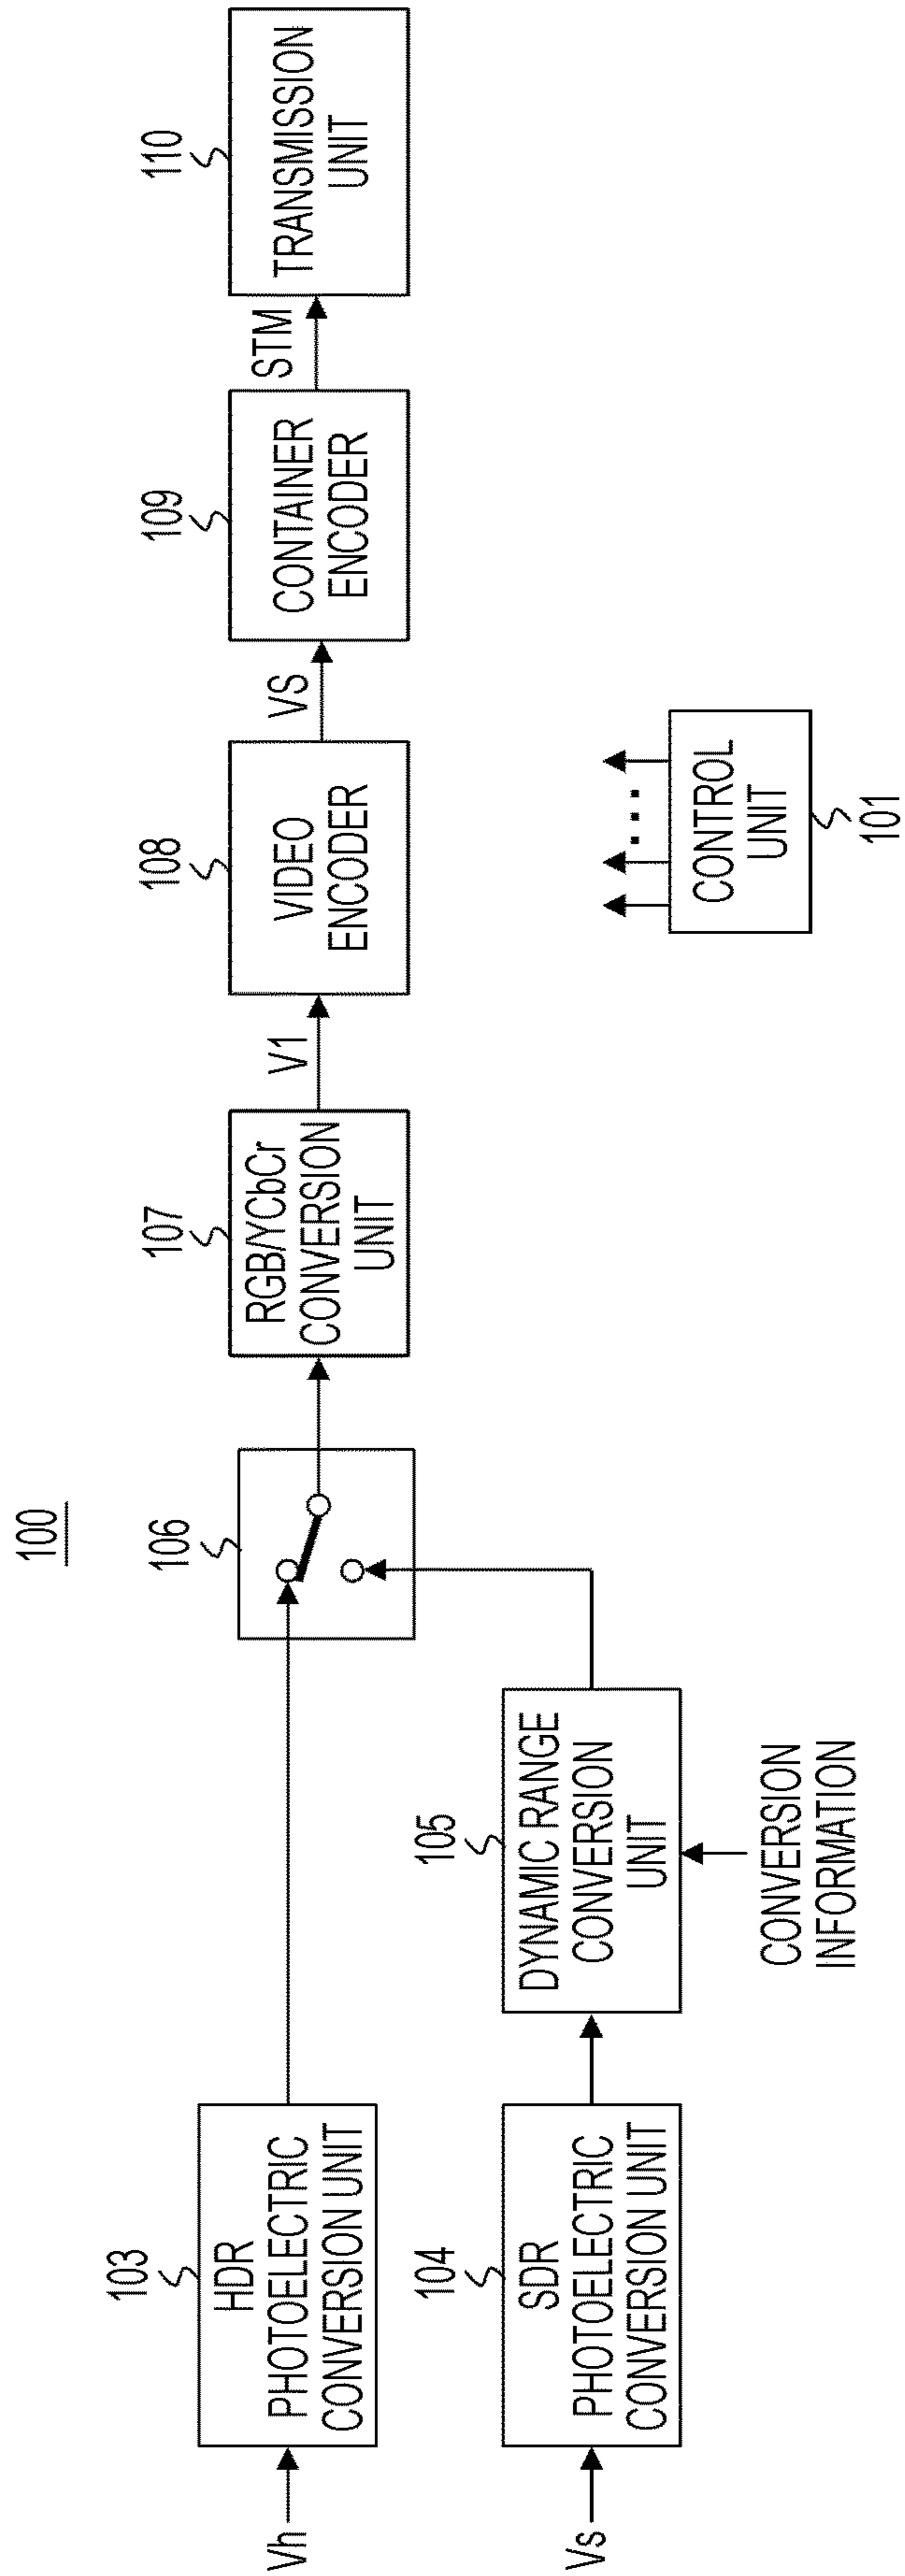 100
Vh
103
HDR
PHOTOELECTRIC
CONVERSION UNIT
106
107
RGB/YCbCr
CONVERSION
UNIT
V1
108
VIDEO
ENCODER
VS
109
CONTAINER
ENCODER
STM
110
TRANSMISSION
UNIT
Vs
104
SDR
PHOTOELECTRIC
CONVERSION UNIT
105
DYNAMIC RANGE
CONVERSION
UNIT
CONVERSION
INFORMATION
CONTROL
UNIT
101